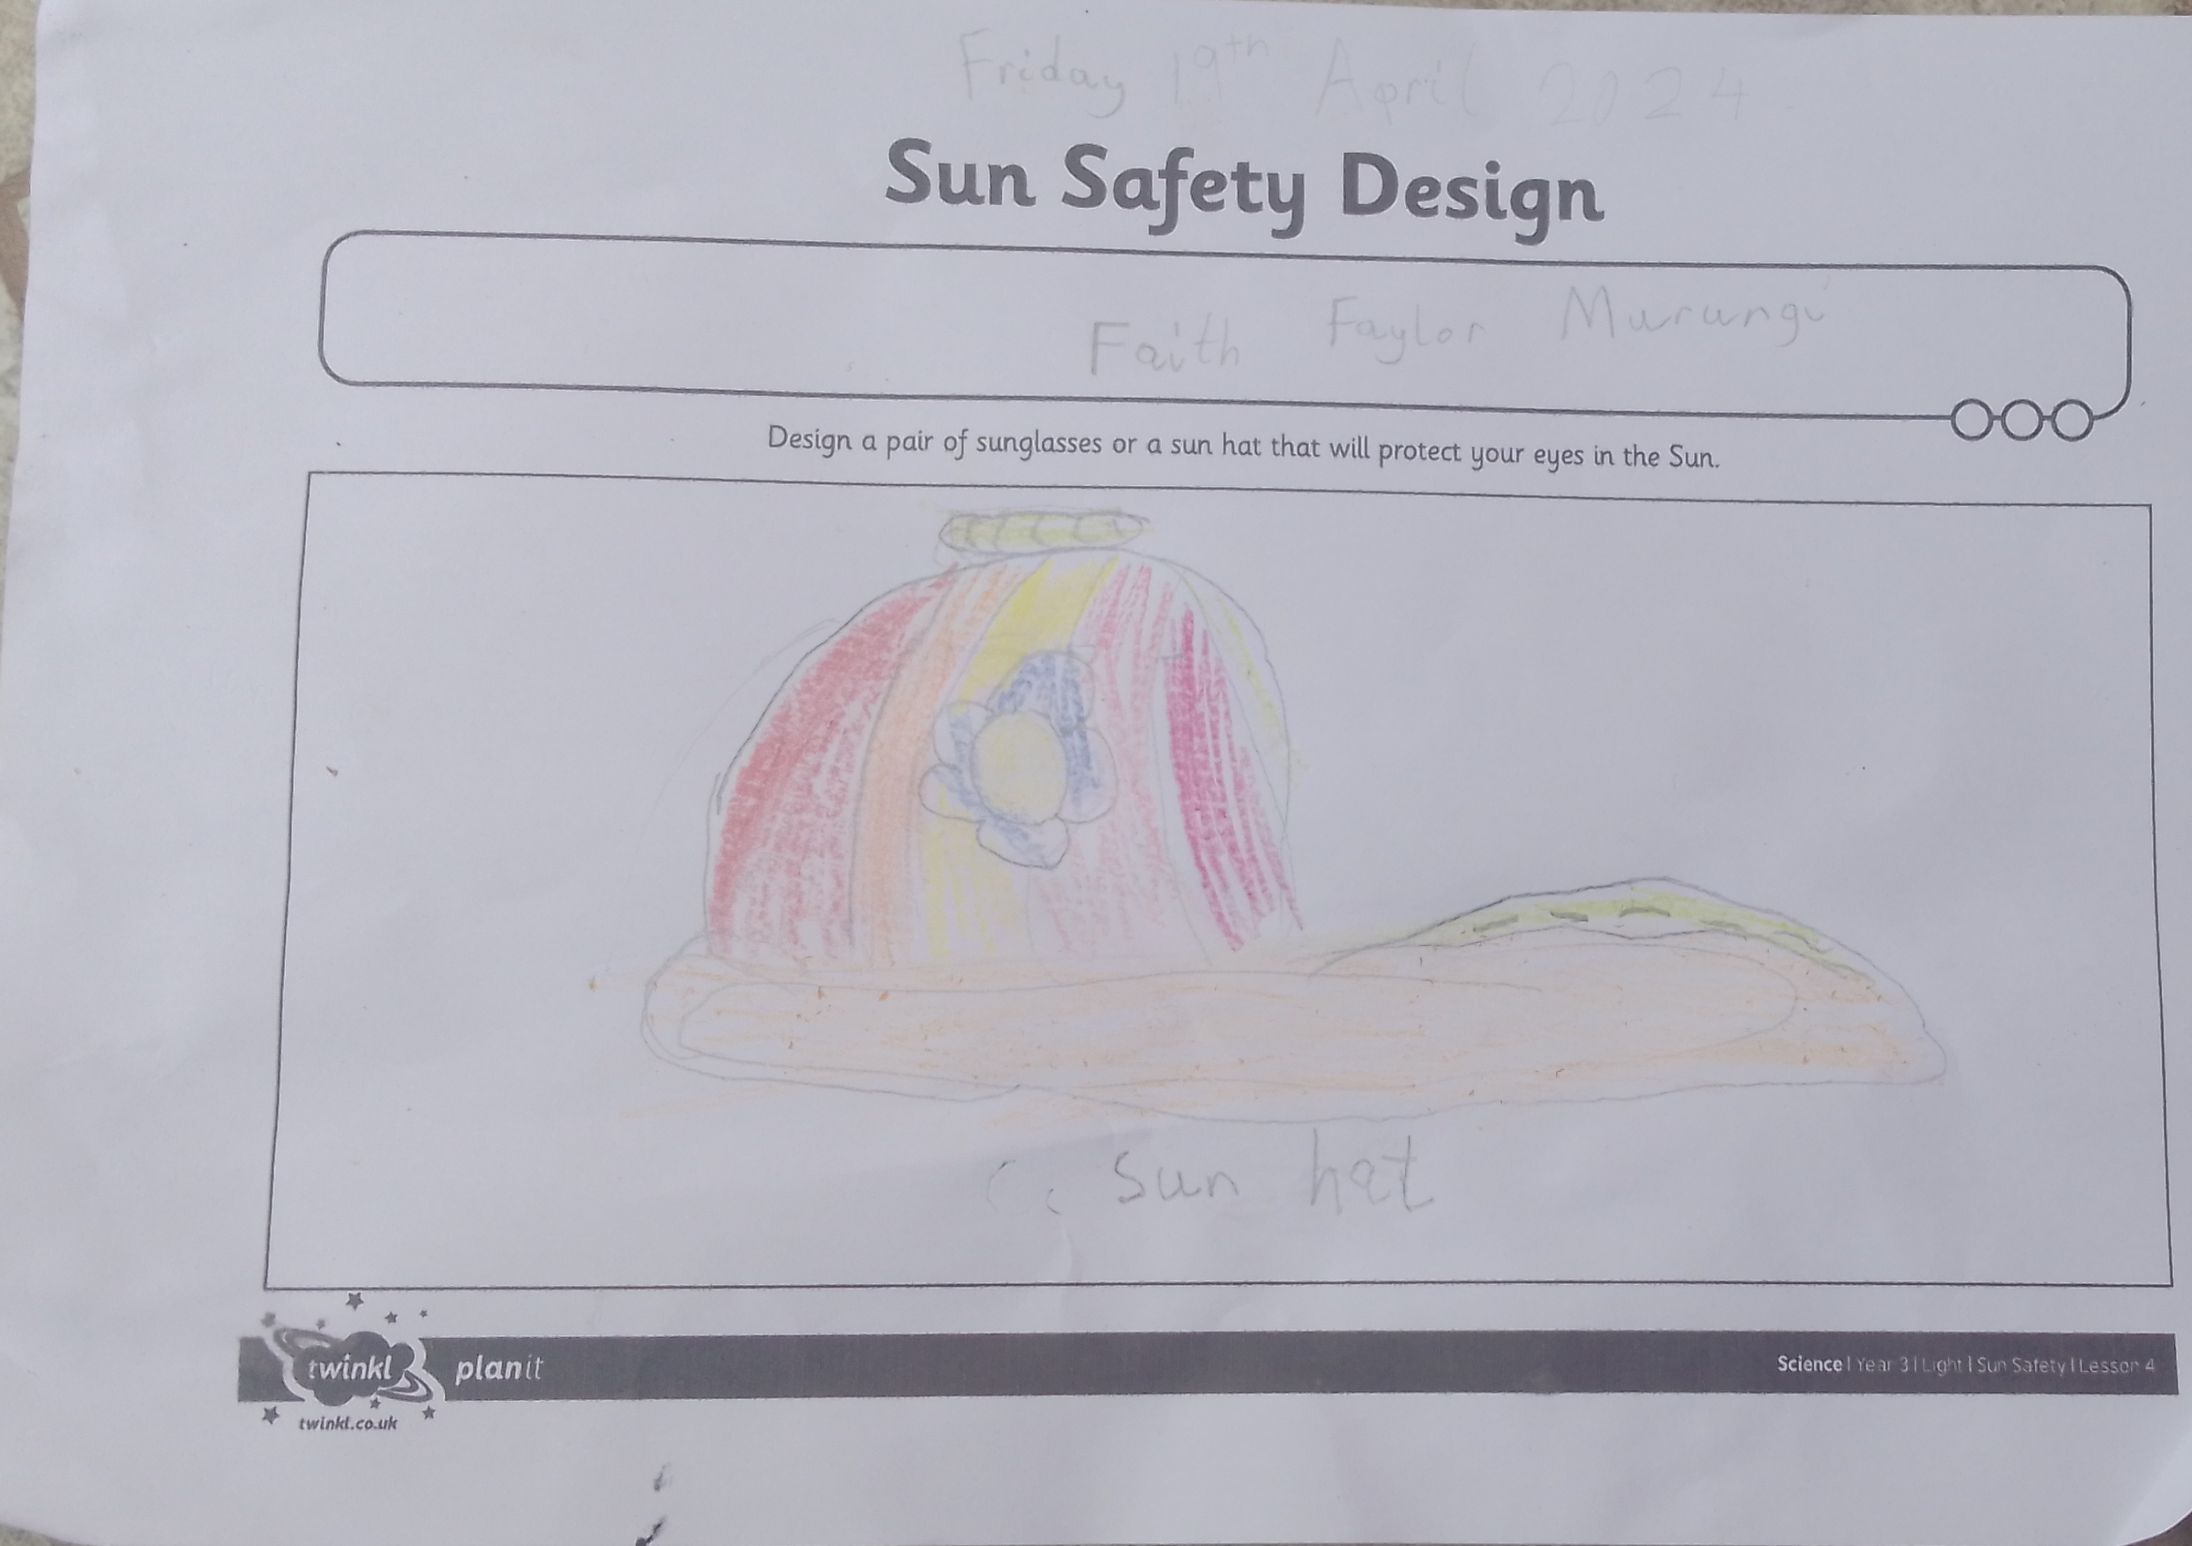 Friday 19th April 2024
Sun Safety Design
Faith Faylor Murungi
Design a pair of sunglasses or a sun hat that will protect your eyes in the Sun.
sun hat
twinkl planit
Science | Year 3 | Light | Sun Safety | Lesson 4
twinkl.co.uk